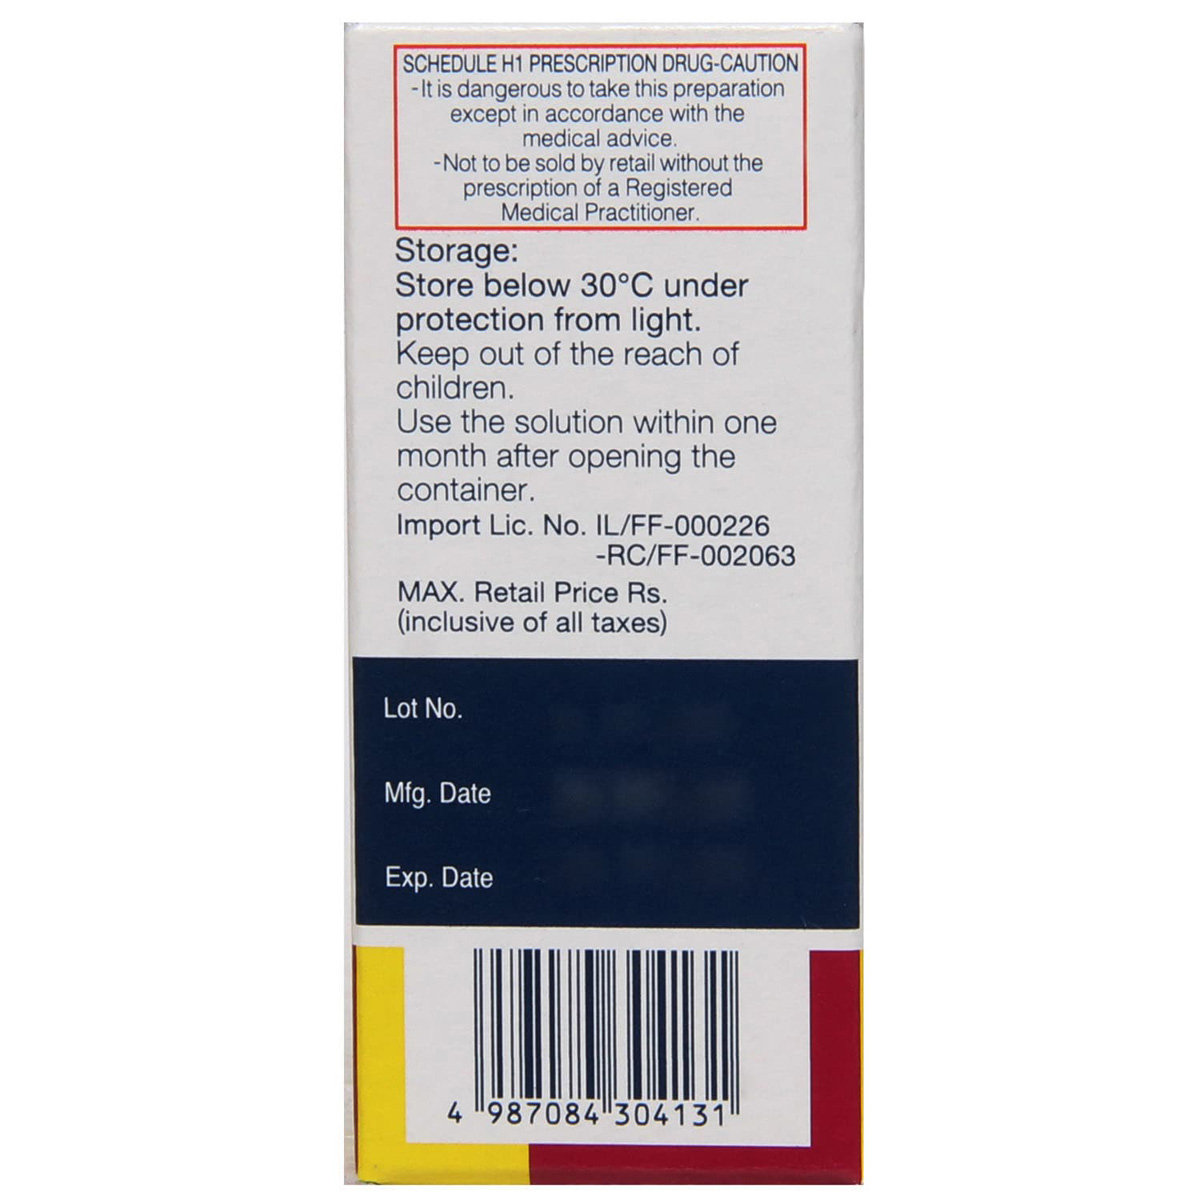 SCHEDULE H1 PRESCRIPTION DRUG-CAUTION
-It is dangerous to take this preparation
except in accordance with the
medical advice.
-Not to be sold by retail without the
prescription of a Registered
Medical Practitioner.
Storage:
Store below 30°C under
protection from light.
Keep out of the reach of
children.
Use the solution within one
month after opening the
container.
Import Lic. No. IL/FF-000226
-RC/FF-002063
MAX. Retail Price Rs.
(inclusive of all taxes)
Lot No.
Mfg. Date
Exp. Date
4 987084 304131